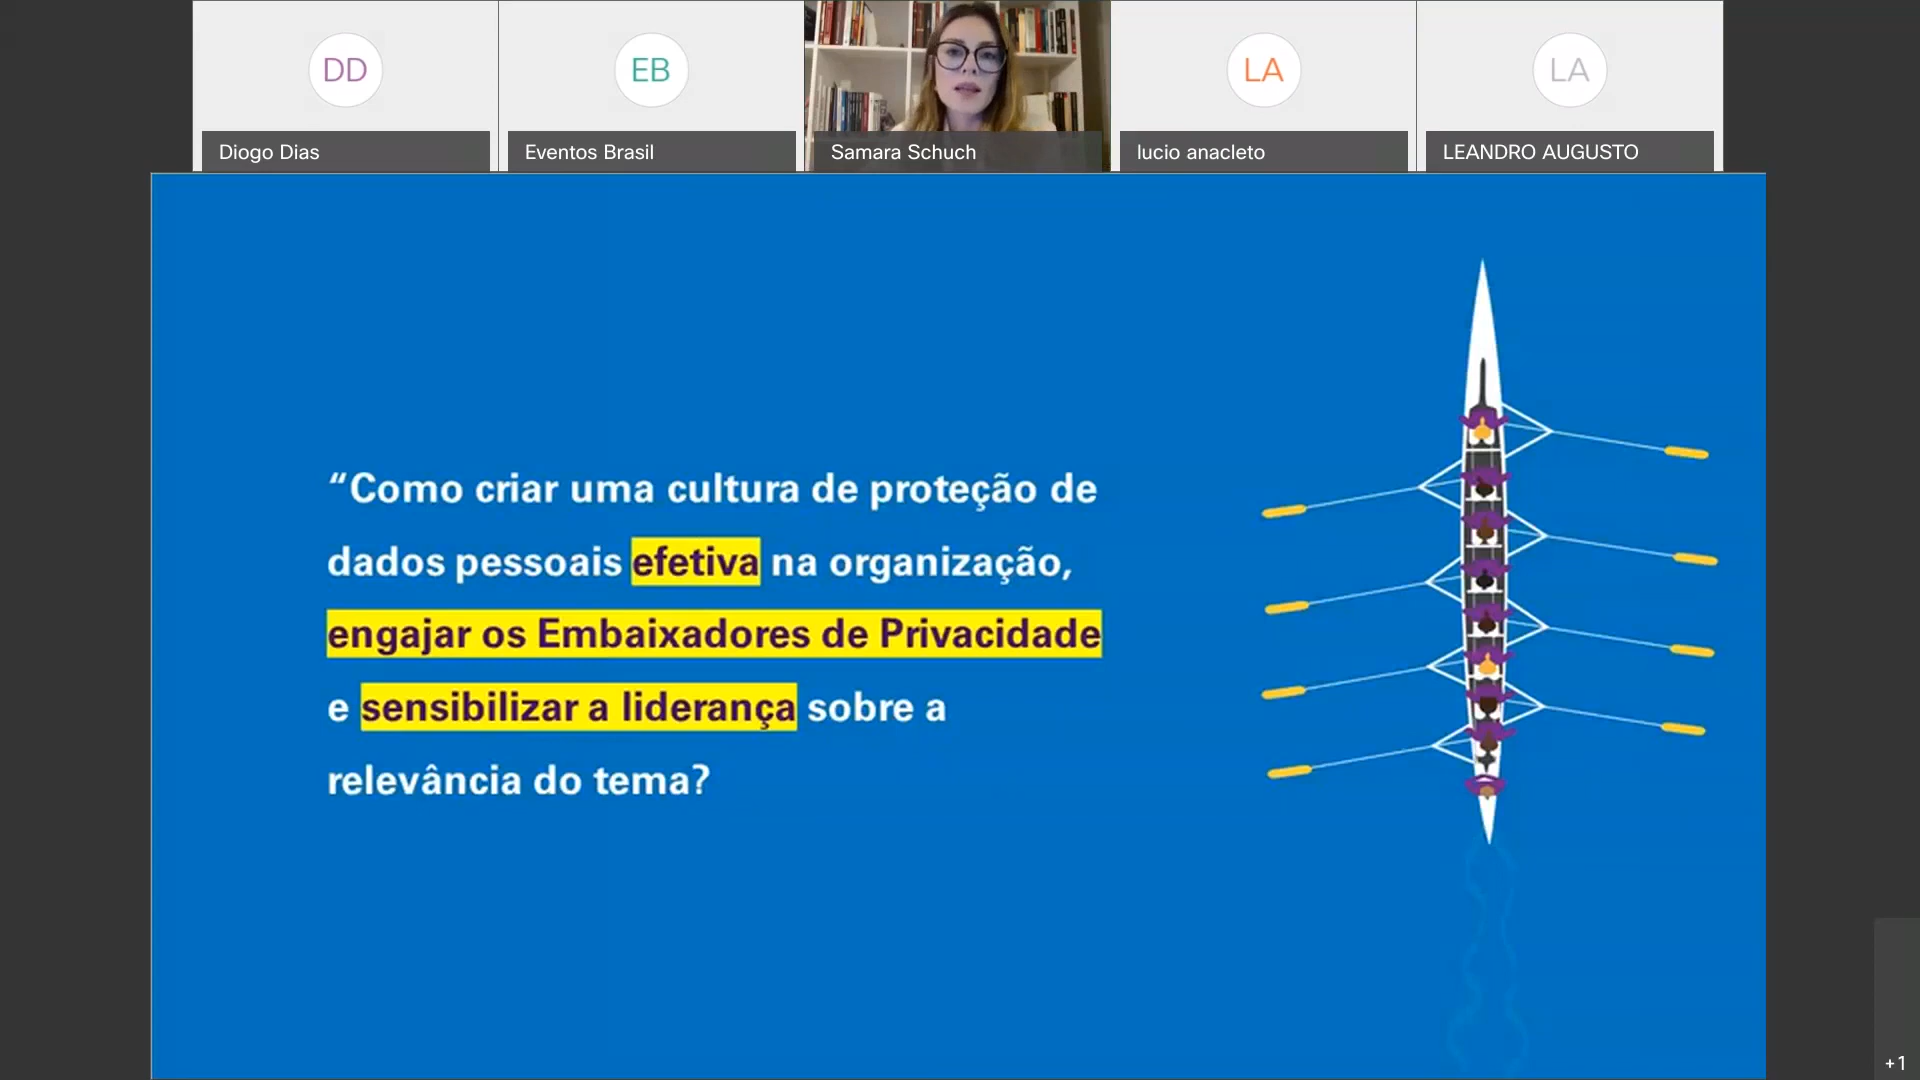 DD
EB
LA
LA
Diogo Dias
Eventos Brasil
Samara Schuch
lucio anacleto
LEANDRO AUGUSTO
“Como criar uma cultura de proteção de
dados pessoais efetiva na organização,
engajar os Embaixadores de Privacidade
e sensibilizar a liderança sobre a
relevância do tema?
+1